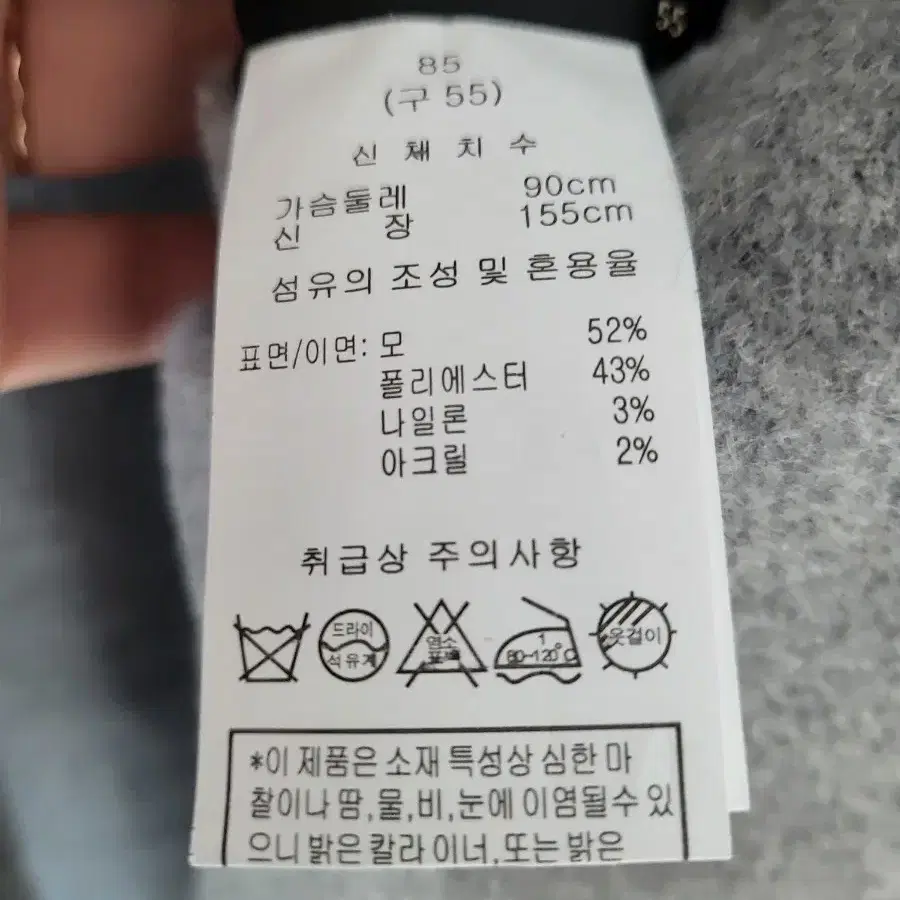 55
85
(구 55)
신 채 치 수
가슴둘레 90cm
신 장 155cm
섬유의 조성 및 혼용율
표면/이면: 모 52%
폴리에스터 43%
나일론 3%
아크릴 2%
취급상 주의사항
드라이
석유계
염소
표백
1
80~120°C
옷걸이
*이 제품은 소재 특성상 심한 마
찰이나 땀,물,비,눈에 이염될수 있
으니 밝은 칼라 이너,또는 밝은